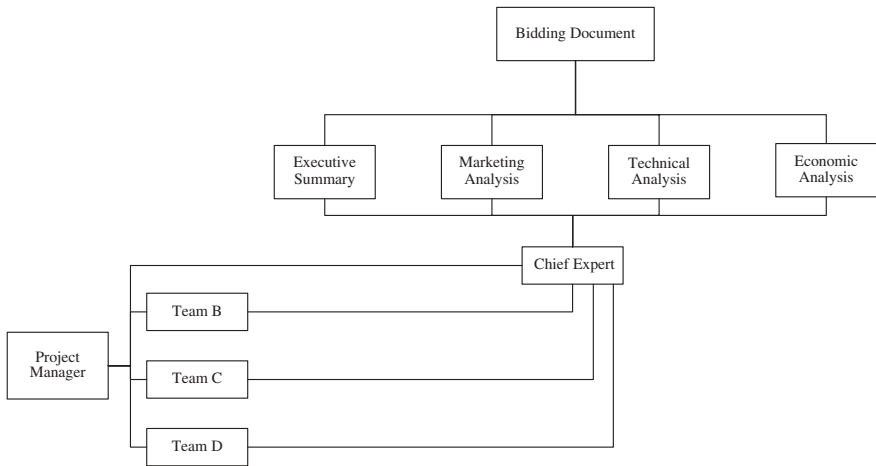 Bidding Document
Executive
Summary
Marketing
Analysis
Technical
Analysis
Economic
Analysis
Chief Expert
Team B
Project
Manager
Team C
Team D